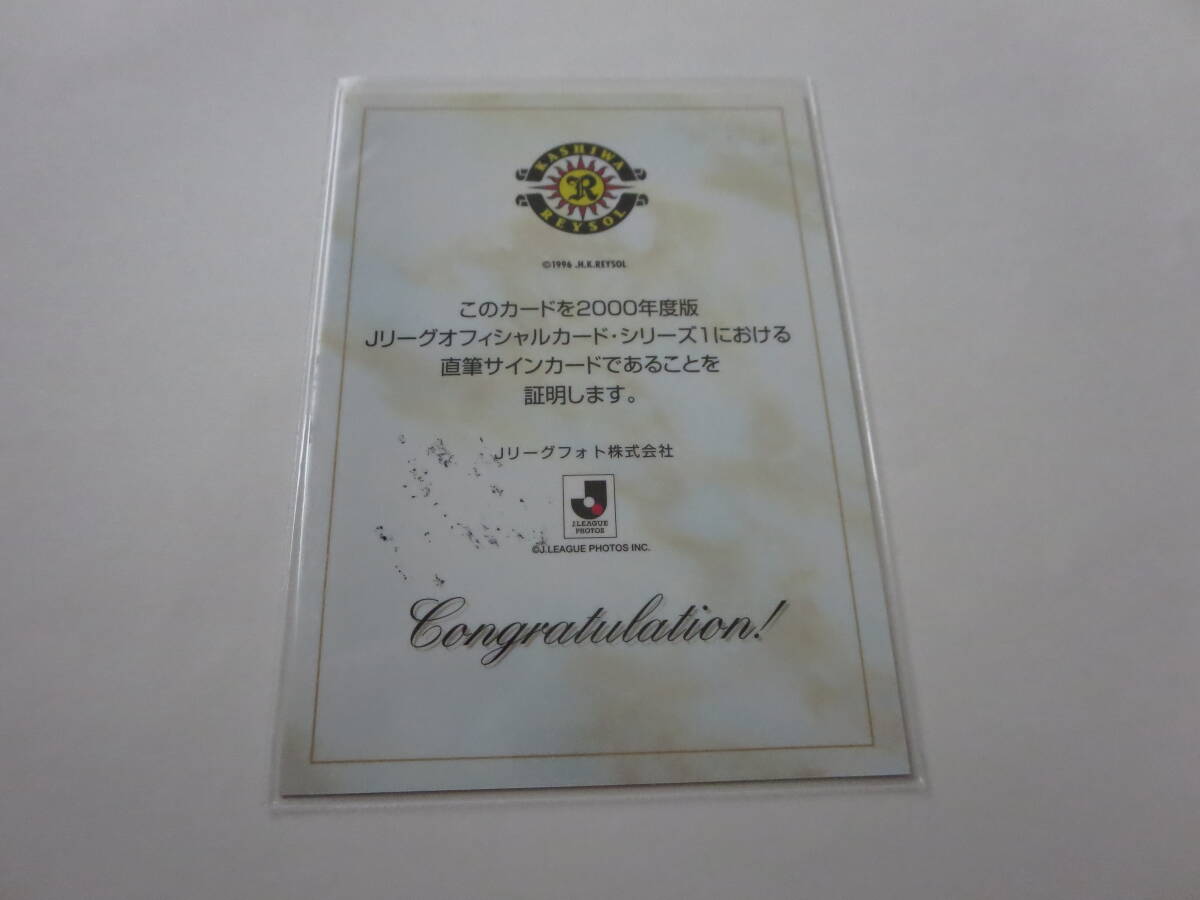 KASHIWA
R
REYSOL
©1996 .H.K.REYSOL
このカードを2000年度版
Jリーグオフィシャルカード・シリーズ1における
直筆サインカードであることを
証明します。
Jリーグフォト株式会社
J.LEAGUE
PHOTOS
©J.LEAGUE PHOTOS INC.
Congratulation!